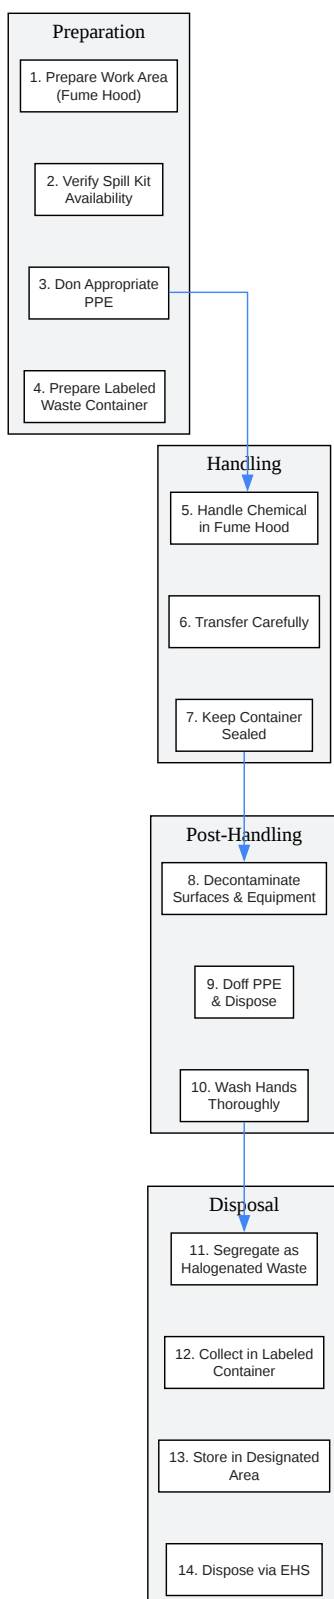 Preparation
1. Prepare Work Area
(Fume Hood)
2. Verify Spill Kit
Availability
3. Don Appropriate
PPE
4. Prepare Labeled
Waste Container
Handling
5. Handle Chemical
in Fume Hood
6. Transfer Carefully
7. Keep Container
Sealed
Post-Handling
8. Decontaminate
Surfaces & Equipment
9. Doff PPE
& Dispose
10. Wash Hands
Thoroughly
Disposal
11. Segregate as
Halogenated Waste
12. Collect in Labeled
Container
13. Store in Designated
Area
14. Dispose via EHS